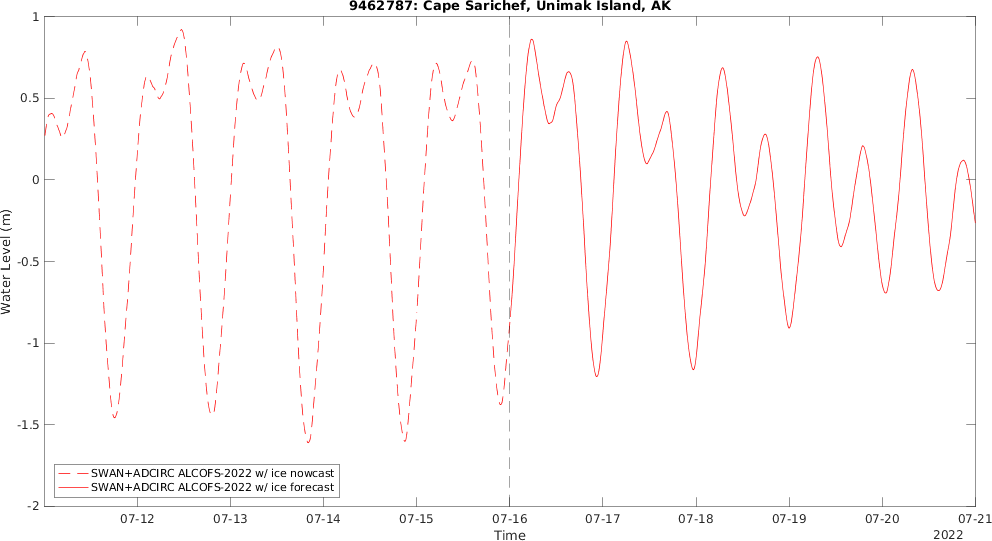 9462787: Cape Sarichef, Unimak Island, AK
1
0.5
0
-0.5
-1
-1.5
-2
Water Level (m)
SWAN+ADCIRC ALCOFS-2022 w/ ice nowcast
SWAN+ADCIRC ALCOFS-2022 w/ ice forecast
07-12 07-13 07-14 07-15 07-16 07-17 07-18 07-19 07-20 07-21
Time
2022